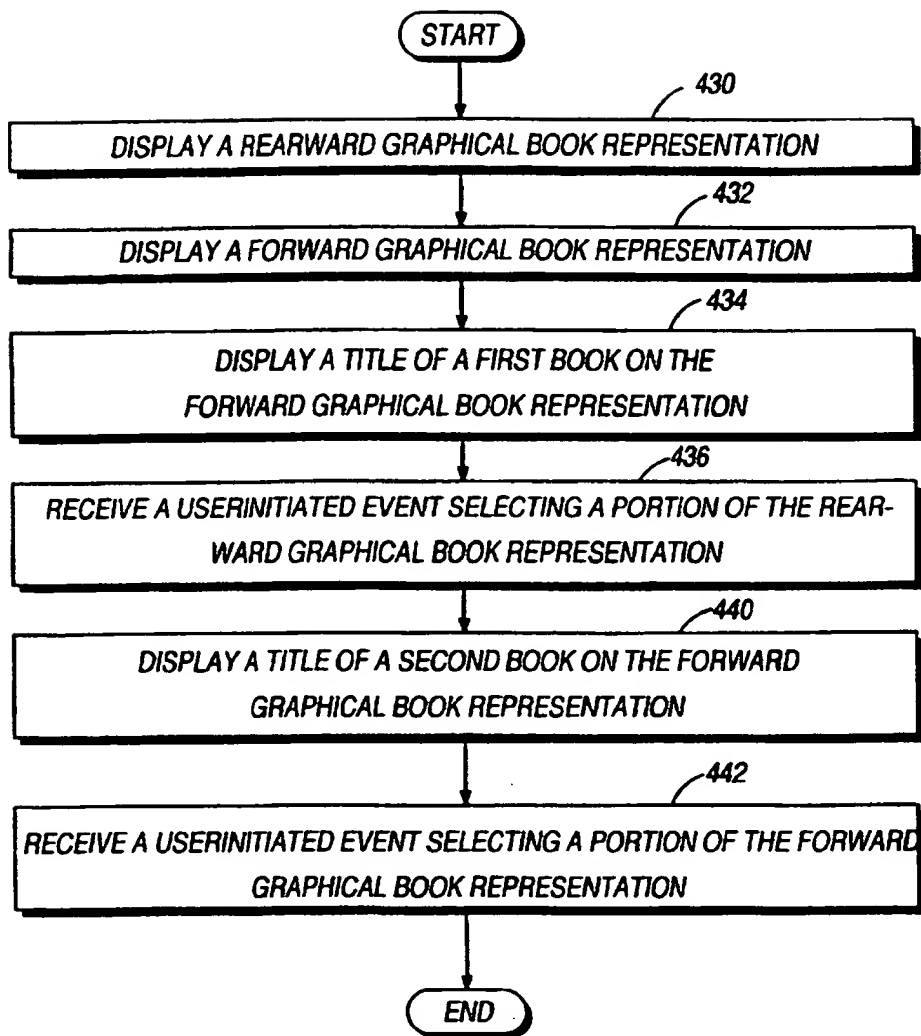 START
430
DISPLAY A REARWARD GRAPHICAL BOOK REPRESENTATION
432
DISPLAY A FORWARD GRAPHICAL BOOK REPRESENTATION
434
DISPLAY A TITLE OF A FIRST BOOK ON THE
FORWARD GRAPHICAL BOOK REPRESENTATION
436
RECEIVE A USERINITIATED EVENT SELECTING A PORTION OF THE REAR-
WARD GRAPHICAL BOOK REPRESENTATION
440
DISPLAY A TITLE OF A SECOND BOOK ON THE FORWARD
GRAPHICAL BOOK REPRESENTATION
442
RECEIVE A USERINITIATED EVENT SELECTING A PORTION OF THE FORWARD
GRAPHICAL BOOK REPRESENTATION
END